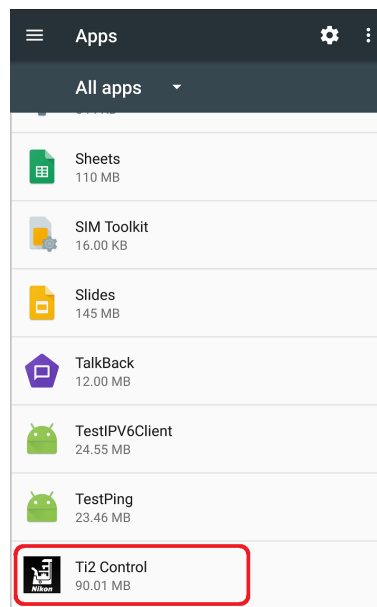 Apps
All apps
Sheets
110 MB
SIM Toolkit
16.00 KB
Slides
145 MB
TalkBack
12.00 MB
TestIPV6Client
24.55 MB
TestPing
23.46 MB
Ti2 Control
90.01 MB
Nikon